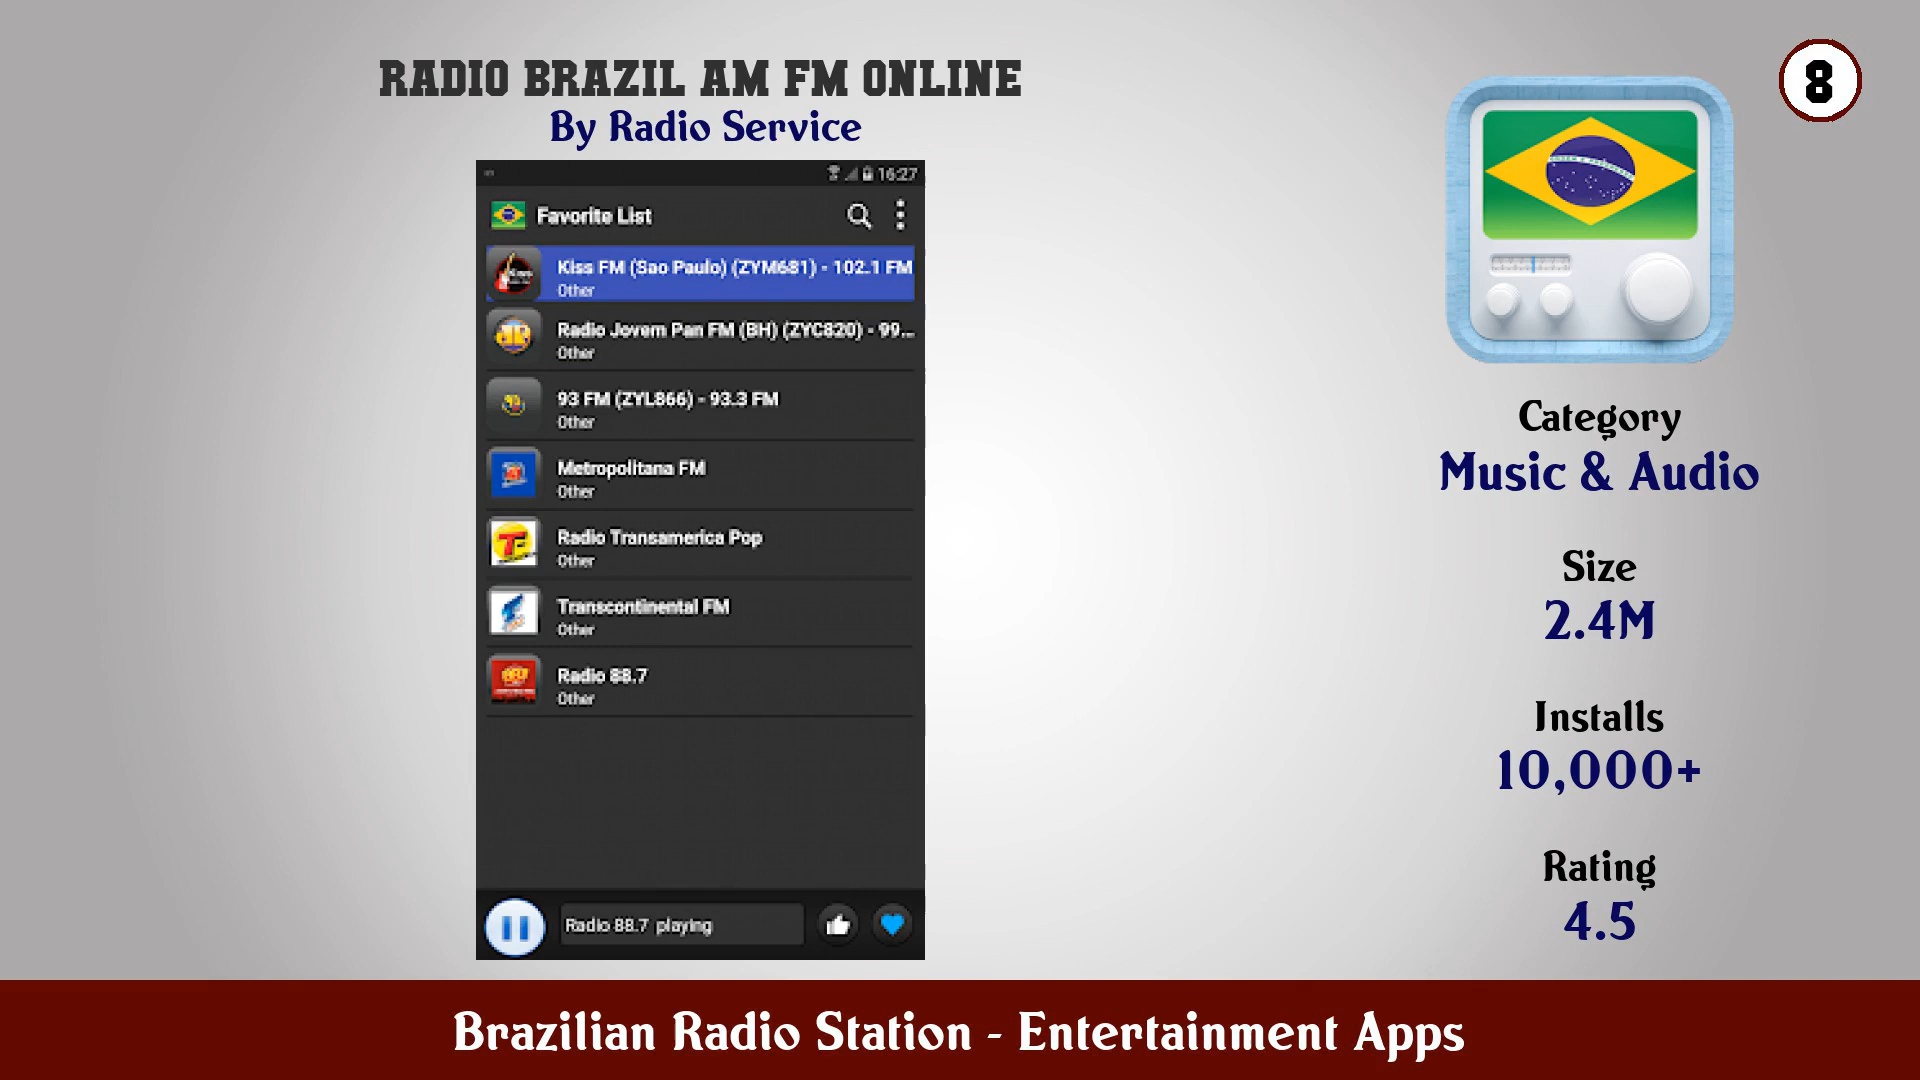 RADIO BRAZIL AM FM ONLINE
By Radio Service
8
16:27
Favorite List
Kiss FM (Sao Paulo) (ZYM681) - 102.1 FM
Other
Radio Jovem Pan FM (BH) (ZYC820) - 99...
Other
93 FM (ZYL866) - 93.3 FM
Other
Metropolitana FM
Other
Radio Transamerica Pop
Other
Transcontinental FM
Other
Radio 88.7
Other
Radio 88.7 playing
Category
Music & Audio
Size
2.4M
Installs
10,000+
Rating
4.5
Brazilian Radio Station - Entertainment Apps